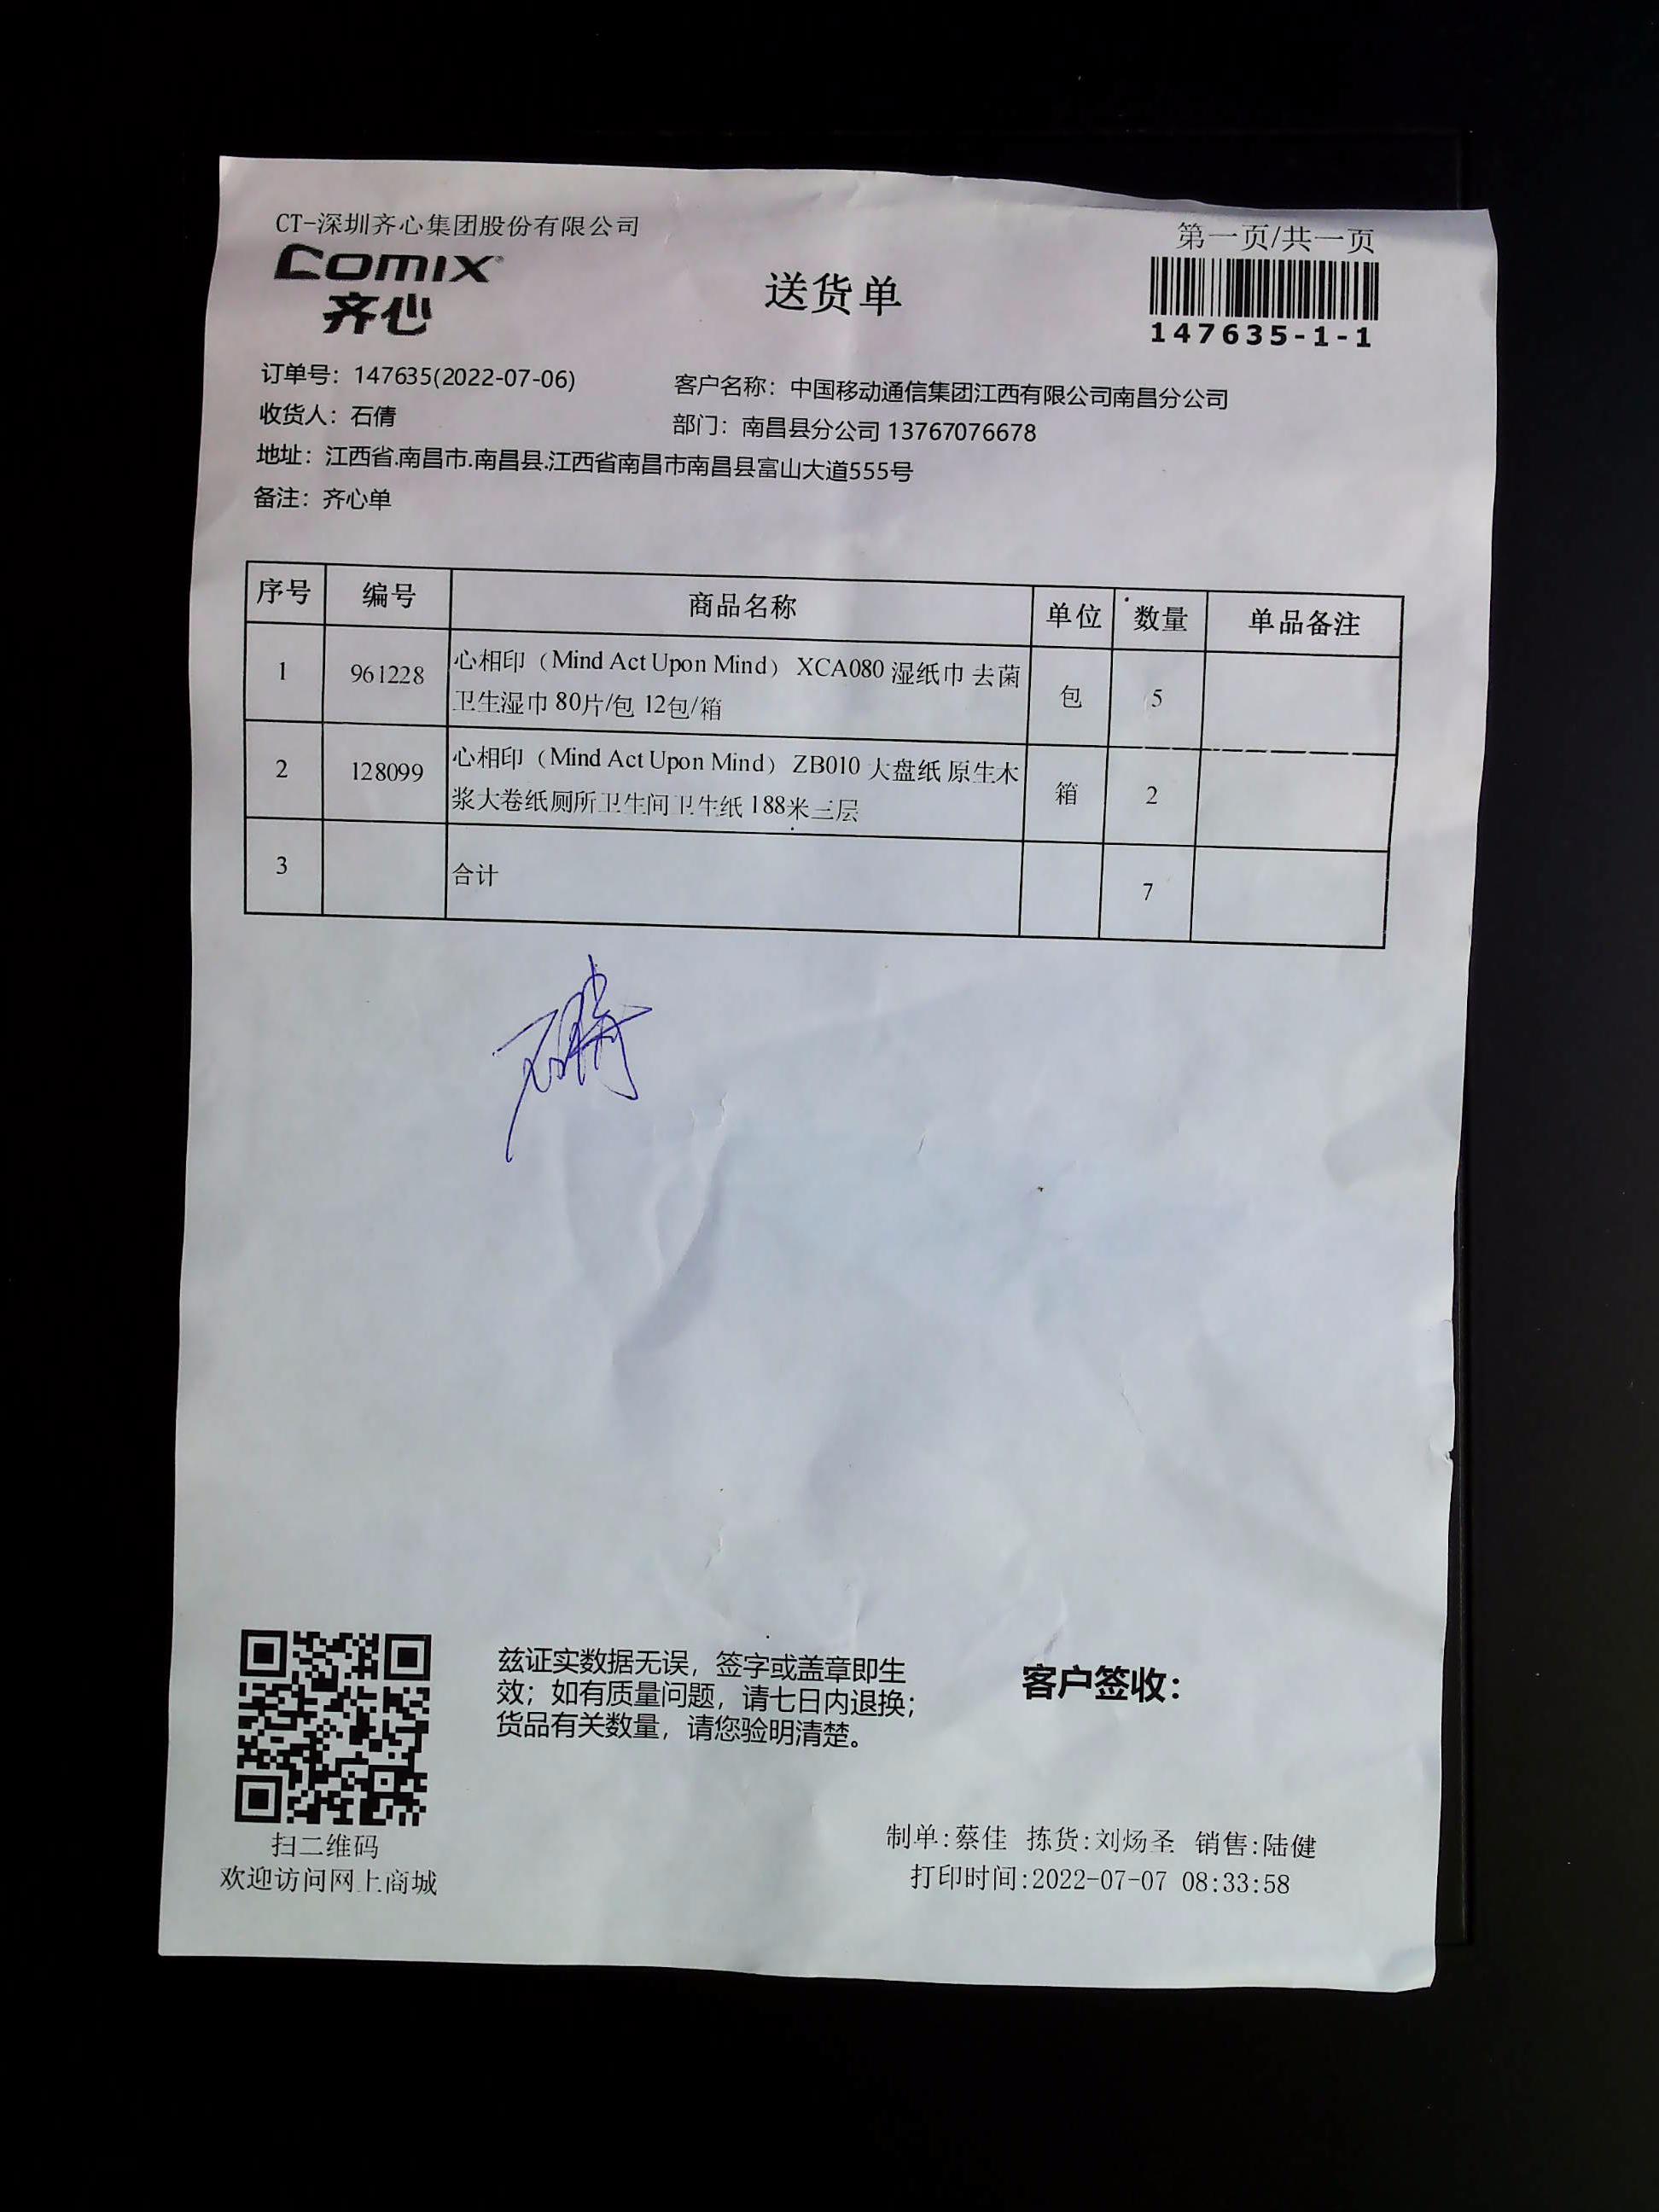 CT-深圳齐心集团股份有限公司
第一页/共一页
COMIX
齐心
送货单
147635-1-1
订单号：147635(2022-07-06)
客户名称：中国移动通信集团江西有限公司南昌分公司
收货人：石倩
部门：南昌县分公司 13767076678
地址：江西省.南昌市.南昌县.江西省南昌市南昌县富山大道555号
备注：齐心单
序号 编号 商品名称 单位 数量 单品备注
1 961228 心相印（Mind Act Upon Mind） XCA080 湿纸巾 去菌 包 5
卫生湿巾 80片/包 12包/箱
2 128099 心相印（Mind Act Upon Mind） ZB010 大盘纸 原生木 箱 2
浆大卷纸厕所卫生间卫生纸 188米三层
3 合计 7
石倩
兹证实数据无误，签字或盖章即生
效；如有质量问题，请七日内退换；
货品有关数量，请您验明清楚。
客户签收：
扫二维码
欢迎访问网上商城
制单:蔡佳 拣货:刘炀圣 销售:陆健
打印时间:2022-07-07 08:33:58